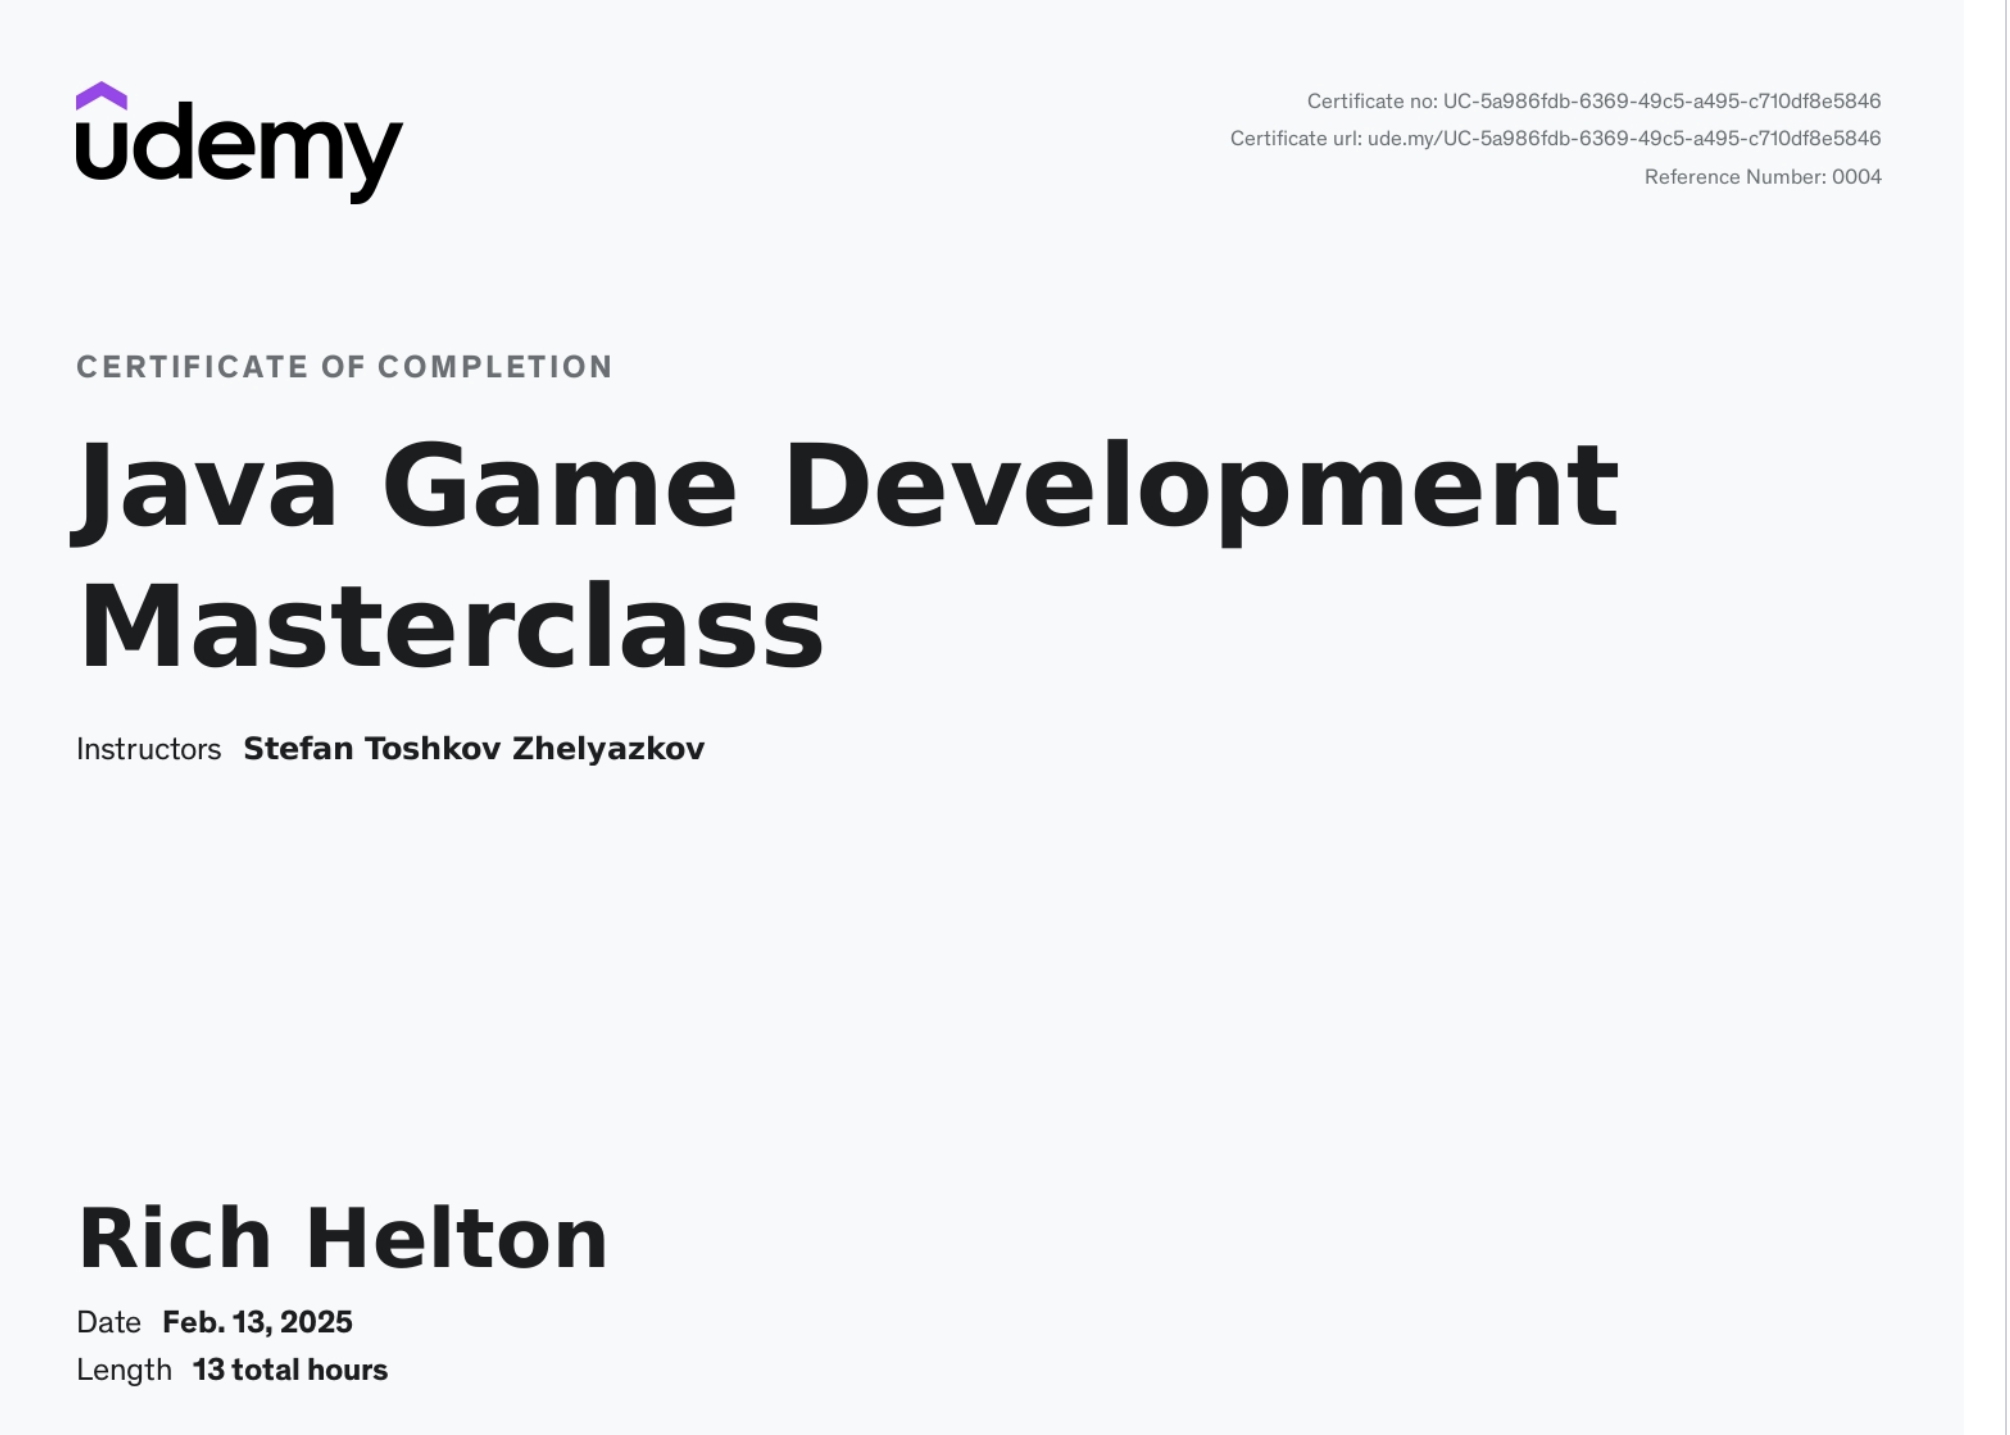 udemy
Certificate no: UC-5a986fdb-6369-49c5-a495-c710df8e5846
Certificate url: ude.my/UC-5a986fdb-6369-49c5-a495-c710df8e5846
Reference Number: 0004
CERTIFICATE OF COMPLETION
Java Game Development
Masterclass
Instructors Stefan Toshkov Zhelyazkov
Rich Helton
Date Feb. 13, 2025
Length 13 total hours